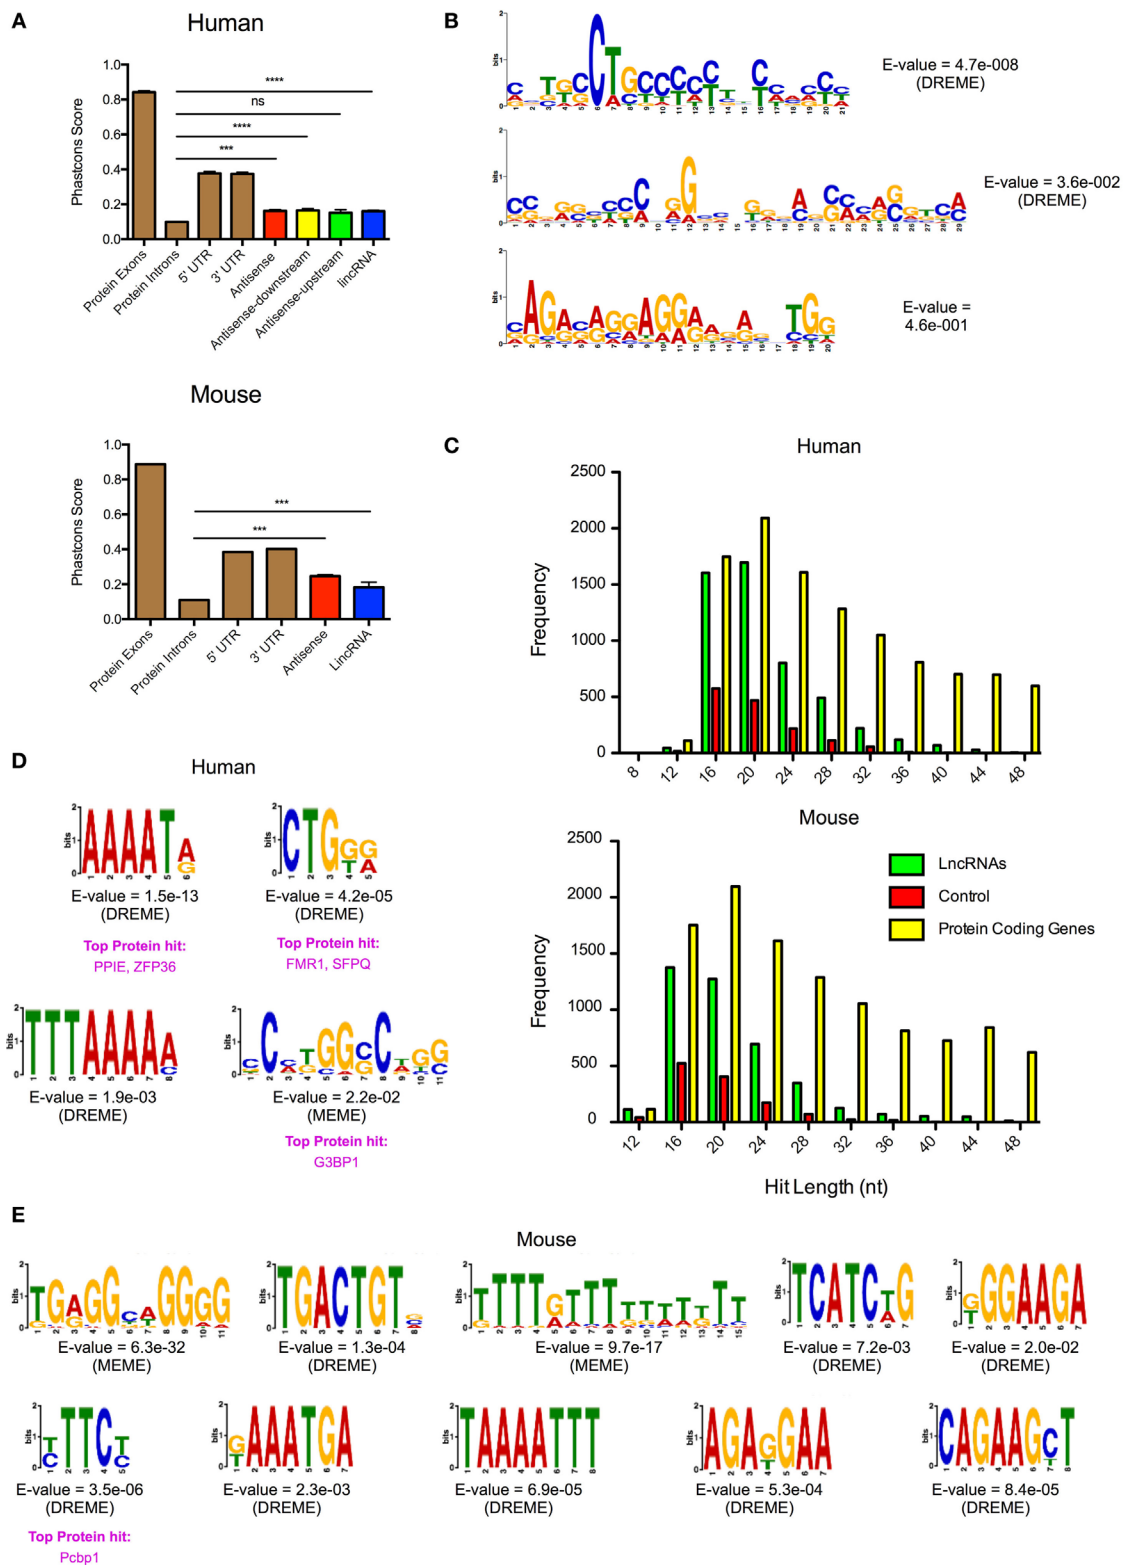 A
Human
Phastcons Score
1.0
0.8
0.6
0.4
0.2
0.0
****
ns
****
***
Protein Exons
Protein Introns
5' UTR
3' UTR
Antisense
Antisense-downstream
Antisense-upstream
lincRNA
Mouse
Phastcons Score
1.0
0.8
0.6
0.4
0.2
0.0
***
***
Protein Exons
Protein Introns
5' UTR
3' UTR
Antisense
LincRNA
B
E-value = 4.7e-008
(DREME)
E-value = 3.6e-002
(DREME)
E-value =
4.6e-001
C
Human
Frequency
2500
2000
1500
1000
500
0
8
12
16
20
24
28
32
36
40
44
48
Mouse
Frequency
2500
2000
1500
1000
500
0
LncRNAs
Control
Protein Coding Genes
12
16
20
24
28
32
36
40
44
48
Hit Length (nt)
D
Human
E-value = 1.5e-13
(DREME)
Top Protein hit:
PPIE, ZFP36
E-value = 4.2e-05
(DREME)
Top Protein hit:
FMR1, SFPQ
E-value = 1.9e-03
(DREME)
E-value = 2.2e-02
(MEME)
Top Protein hit:
G3BP1
E
Mouse
E-value = 6.3e-32
(MEME)
E-value = 1.3e-04
(DREME)
E-value = 9.7e-17
(MEME)
E-value = 7.2e-03
(DREME)
E-value = 2.0e-02
(DREME)
E-value = 3.5e-06
(DREME)
Top Protein hit:
Pcbp1
E-value = 2.3e-03
(DREME)
TAAAATTT
E-value = 6.9e-05
(DREME)
E-value = 5.3e-04
(DREME)
E-value = 8.4e-05
(DREME)